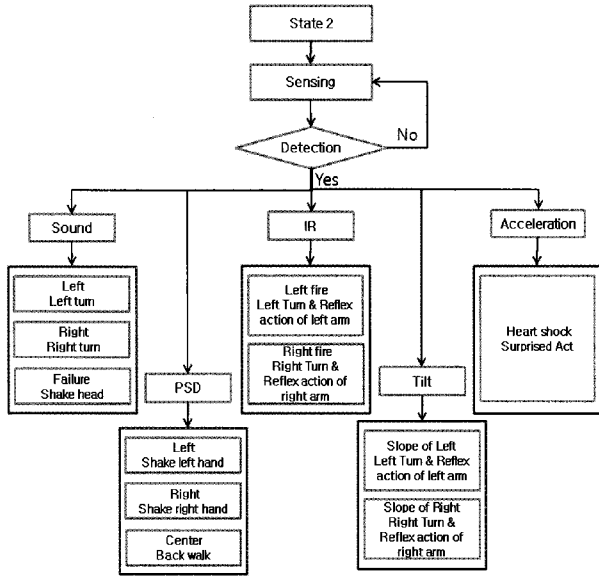 State 2
Sensing
No
Detection
Yes
Sound
IR
Acceleration
Left
Left turn
Right
Right turn
Failure
Shake head
Left fire
Left Turn & Reflex
action of left arm
Right fire
Right Turn &
Reflex action of
right arm
Heart shock
Surprised Act
PSD
Tilt
Left
Shake left hand
Right
Shake right hand
Center
Back walk
Slope of Left
Left Turn & Reflex
action of left arm
Slope of Right
Right Turn &
Reflex action of
right arm